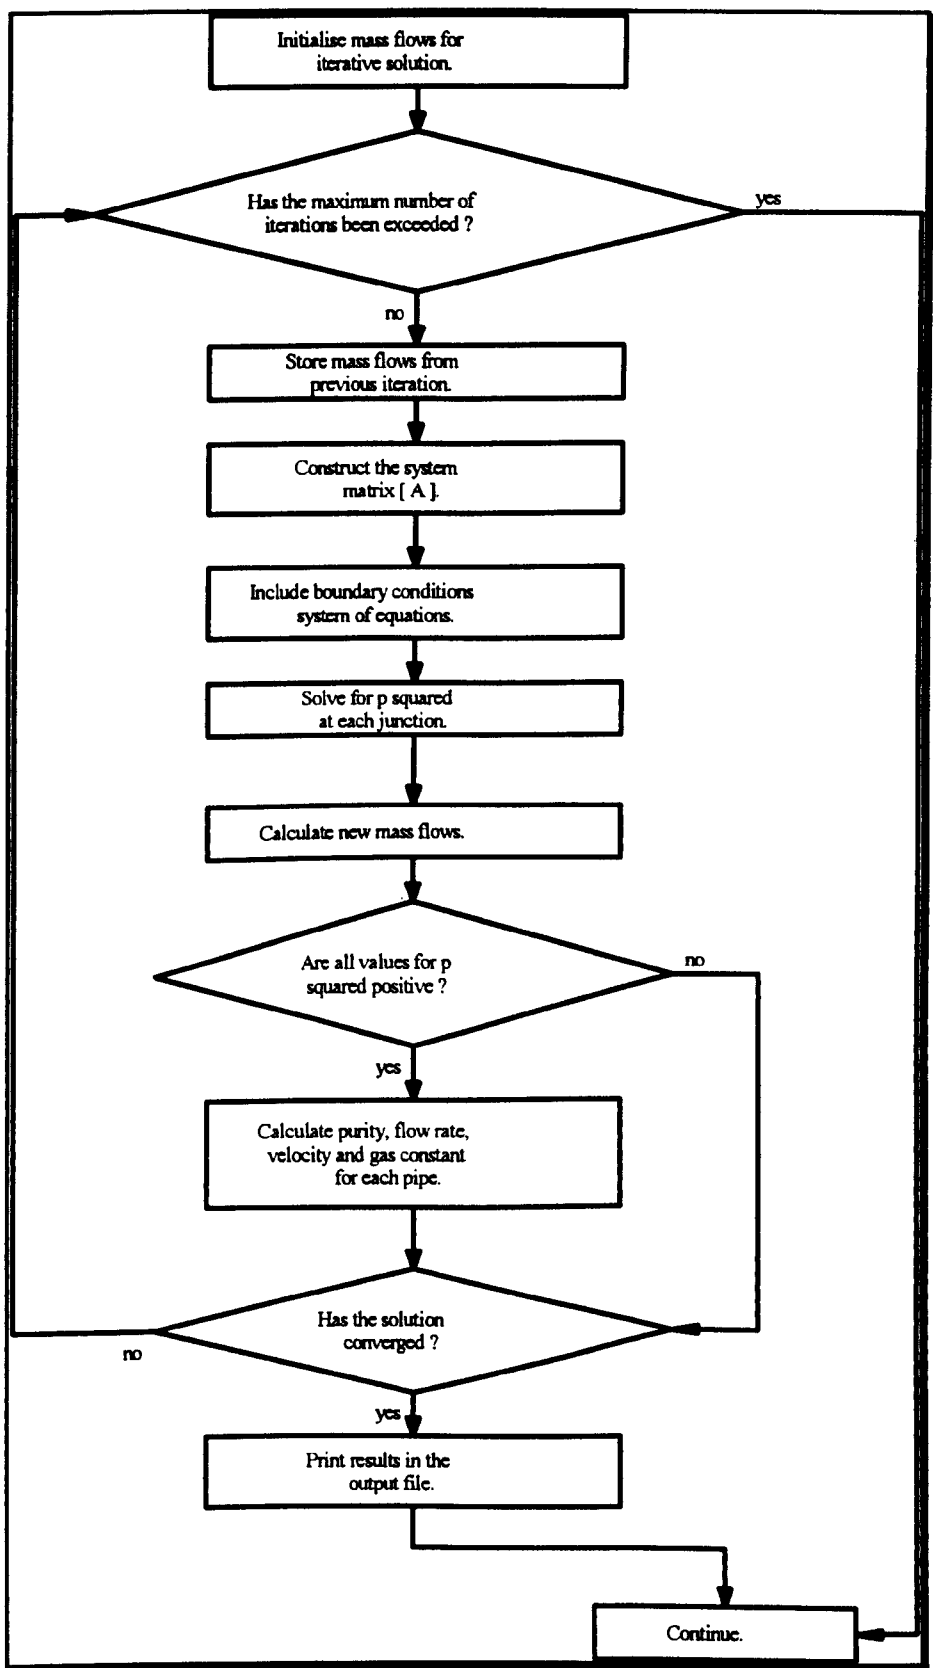 Initialise mass flows for
iterative solution.
Has the maximum number of
iterations been exceeded ?
yes
no
Store mass flows from
previous iteration.
Construct the system
matrix [ A ].
Include boundary conditions
system of equations.
Solve for p squared
at each junction.
Calculate new mass flows.
Are all values for p
squared positive ?
no
yes
Calculate purity, flow rate,
velocity and gas constant
for each pipe.
Has the solution
converged ?
no
yes
Print results in the
output file.
Continue.